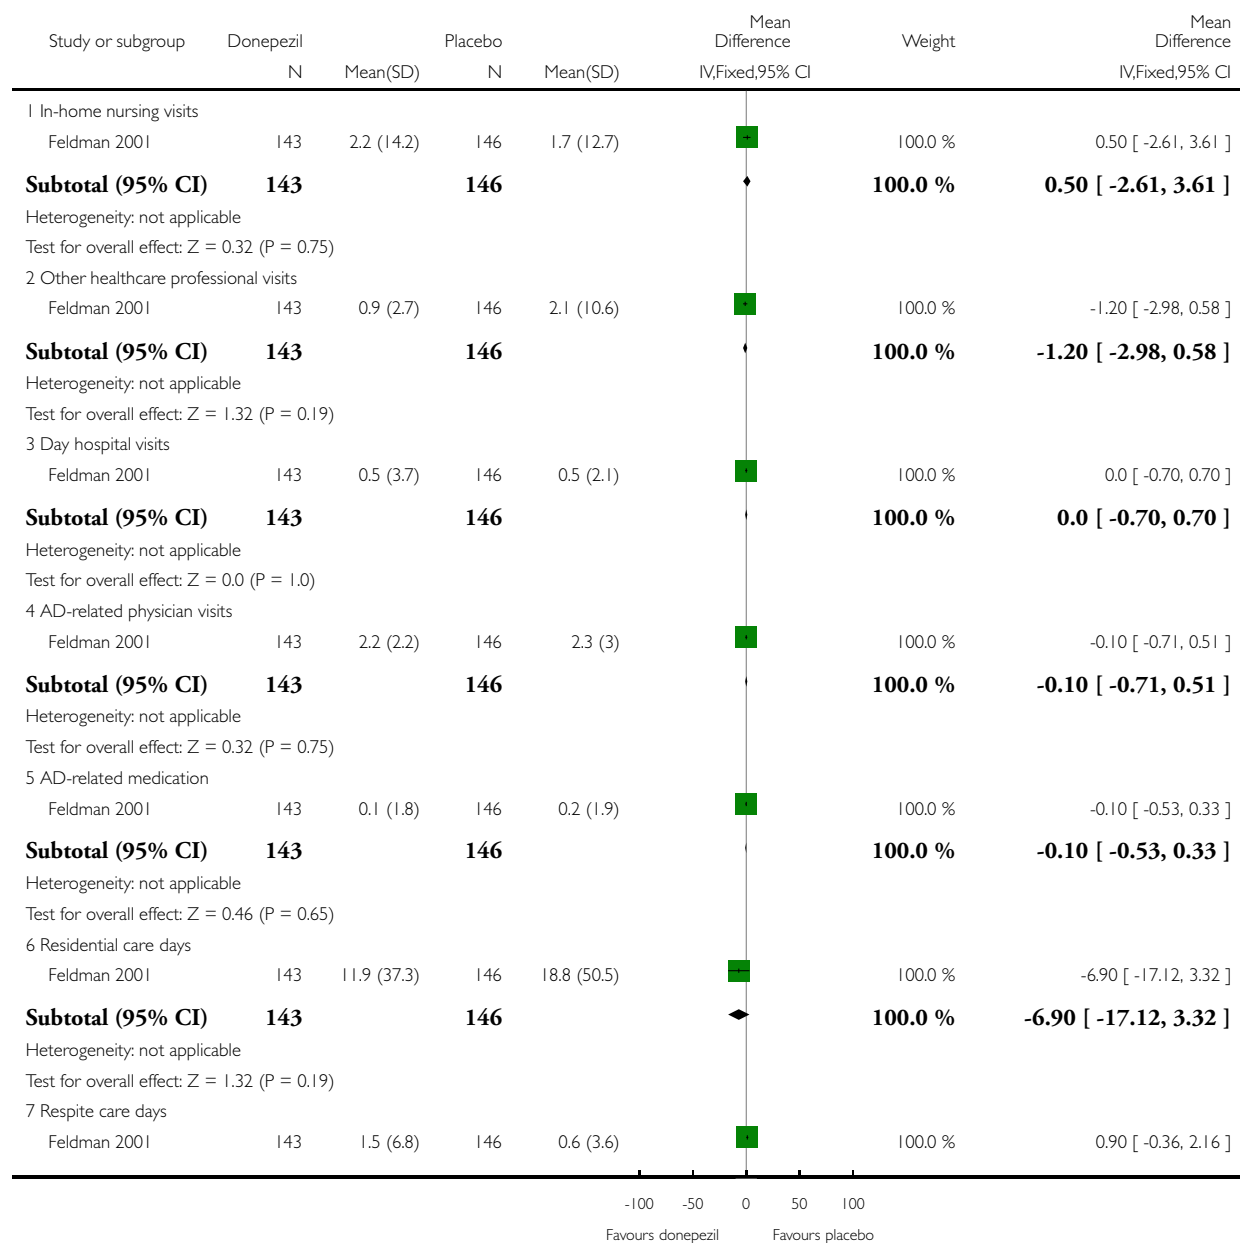 Mean Mean
Study or subgroup Donepezil Placebo Difference Weight Difference
N Mean(SD) N Mean(SD) IV,Fixed,95% CI IV,Fixed,95% CI
1 In-home nursing visits
Feldman 2001 143 2.2 (14.2) 146 1.7 (12.7) 100.0 % 0.50 [ -2.61, 3.61 ]
Subtotal (95% CI) 143 146 100.0 % 0.50 [ -2.61, 3.61 ]
Heterogeneity: not applicable
Test for overall effect: Z = 0.32 (P = 0.75)
2 Other healthcare professional visits
Feldman 2001 143 0.9 (2.7) 146 2.1 (10.6) 100.0 % -1.20 [ -2.98, 0.58 ]
Subtotal (95% CI) 143 146 100.0 % -1.20 [ -2.98, 0.58 ]
Heterogeneity: not applicable
Test for overall effect: Z = 1.32 (P = 0.19)
3 Day hospital visits
Feldman 2001 143 0.5 (3.7) 146 0.5 (2.1) 100.0 % 0.0 [ -0.70, 0.70 ]
Subtotal (95% CI) 143 146 100.0 % 0.0 [ -0.70, 0.70 ]
Heterogeneity: not applicable
Test for overall effect: Z = 0.0 (P = 1.0)
4 AD-related physician visits
Feldman 2001 143 2.2 (2.2) 146 2.3 (3) 100.0 % -0.10 [ -0.71, 0.51 ]
Subtotal (95% CI) 143 146 100.0 % -0.10 [ -0.71, 0.51 ]
Heterogeneity: not applicable
Test for overall effect: Z = 0.32 (P = 0.75)
5 AD-related medication
Feldman 2001 143 0.1 (1.8) 146 0.2 (1.9) 100.0 % -0.10 [ -0.53, 0.33 ]
Subtotal (95% CI) 143 146 100.0 % -0.10 [ -0.53, 0.33 ]
Heterogeneity: not applicable
Test for overall effect: Z = 0.46 (P = 0.65)
6 Residential care days
Feldman 2001 143 11.9 (37.3) 146 18.8 (50.5) 100.0 % -6.90 [ -17.12, 3.32 ]
Subtotal (95% CI) 143 146 100.0 % -6.90 [ -17.12, 3.32 ]
Heterogeneity: not applicable
Test for overall effect: Z = 1.32 (P = 0.19)
7 Respite care days
Feldman 2001 143 1.5 (6.8) 146 0.6 (3.6) 100.0 % 0.90 [ -0.36, 2.16 ]
-100 -50 0 50 100
Favours donepezil Favours placebo